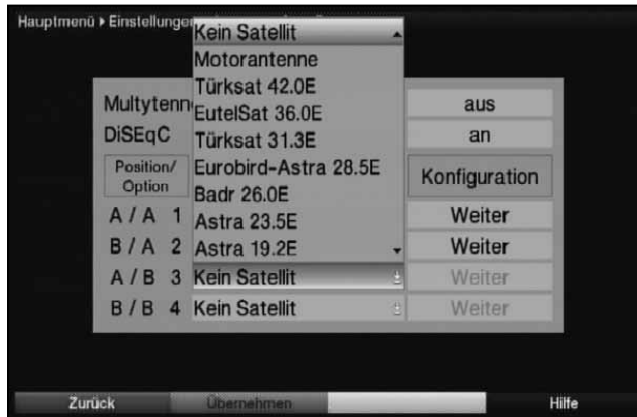 Hauptmenü ▸ Einstellungen
Kein Satellit
Motorantenne
Türksat 42.0E
EutelSat 36.0E
Türksat 31.3E
Eurobird-Astra 28.5E
Badr 26.0E
Astra 23.5E
Astra 19.2E
Multytenn aus
DiSEqC an
Position/
Option
Konfiguration
A / A 1 Weiter
B / A 2 Weiter
A / B 3 Kein Satellit Weiter
B / B 4 Kein Satellit Weiter
Zurück Übernehmen Hilfe